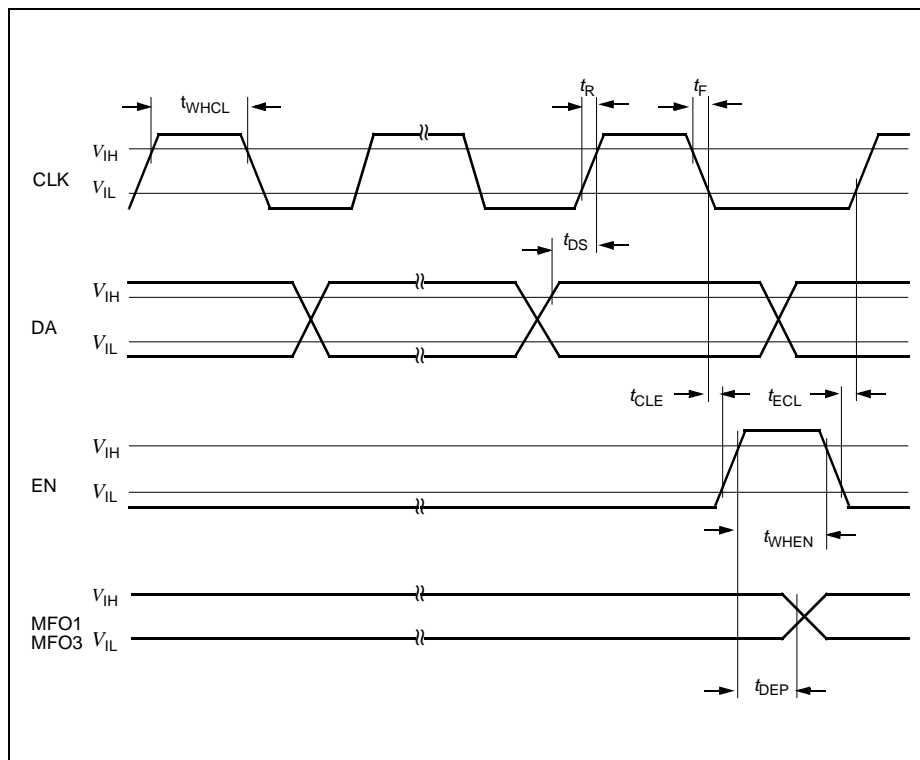 tWHCL
tR
tF
VIH
CLK
VIL
tDS
VIH
DA
VIL
tCLE
tECL
VIH
EN
VIL
tWHEN
VIH
MFO1
MFO3
VIL
tDEP